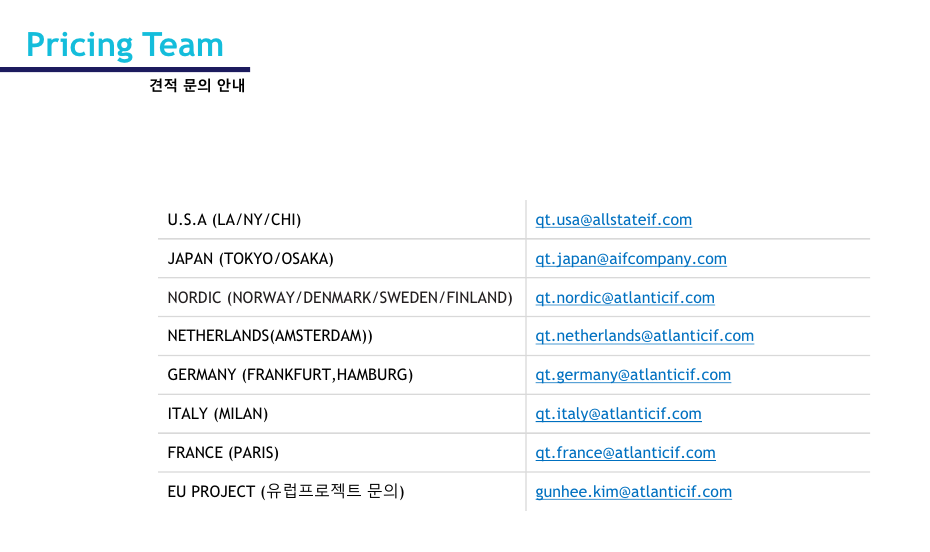 Pricing Team
견적 문의 안내
U.S.A (LA/NY/CHI) qt.usa@allstateif.com
JAPAN (TOKYO/OSAKA) qt.japan@aifcompany.com
NORDIC (NORWAY/DENMARK/SWEDEN/FINLAND) qt.nordic@atlanticif.com
NETHERLANDS(AMSTERDAM)) qt.netherlands@atlanticif.com
GERMANY (FRANKFURT,HAMBURG) qt.germany@atlanticif.com
ITALY (MILAN) qt.italy@atlanticif.com
FRANCE (PARIS) qt.france@atlanticif.com
EU PROJECT (유럽프로젝트 문의) gunhee.kim@atlanticif.com